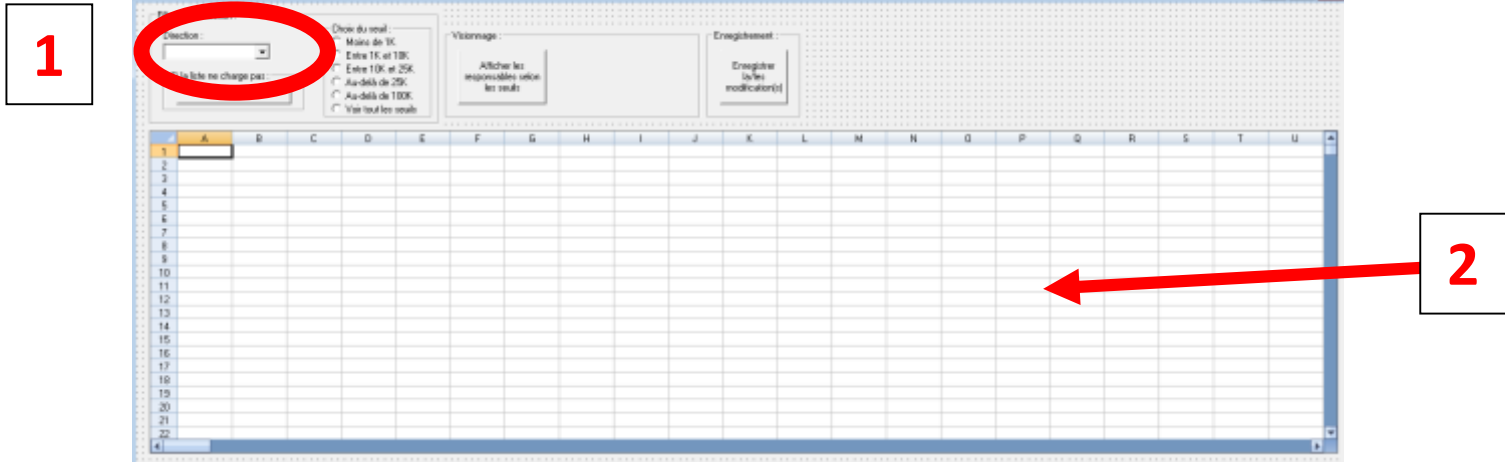 1
Direction :
la liste ne charge pas :
Choix du seuil :
Moins de 1K
Entre 1K et 10K
Entre 10K et 25K
Au-delà de 25K
Au-delà de 100K
Voir tout les seuils
Visionnage :
Afficher les
responsables selon
les seuils
Enregistrement :
Enregistrer
la/les
modification(s)
A B C D E F G H I J K L M N O P Q R S T U
1
2
3
4
5
6
7
8
9
10
11
12
13
14
15
16
17
18
19
20
21
22
2